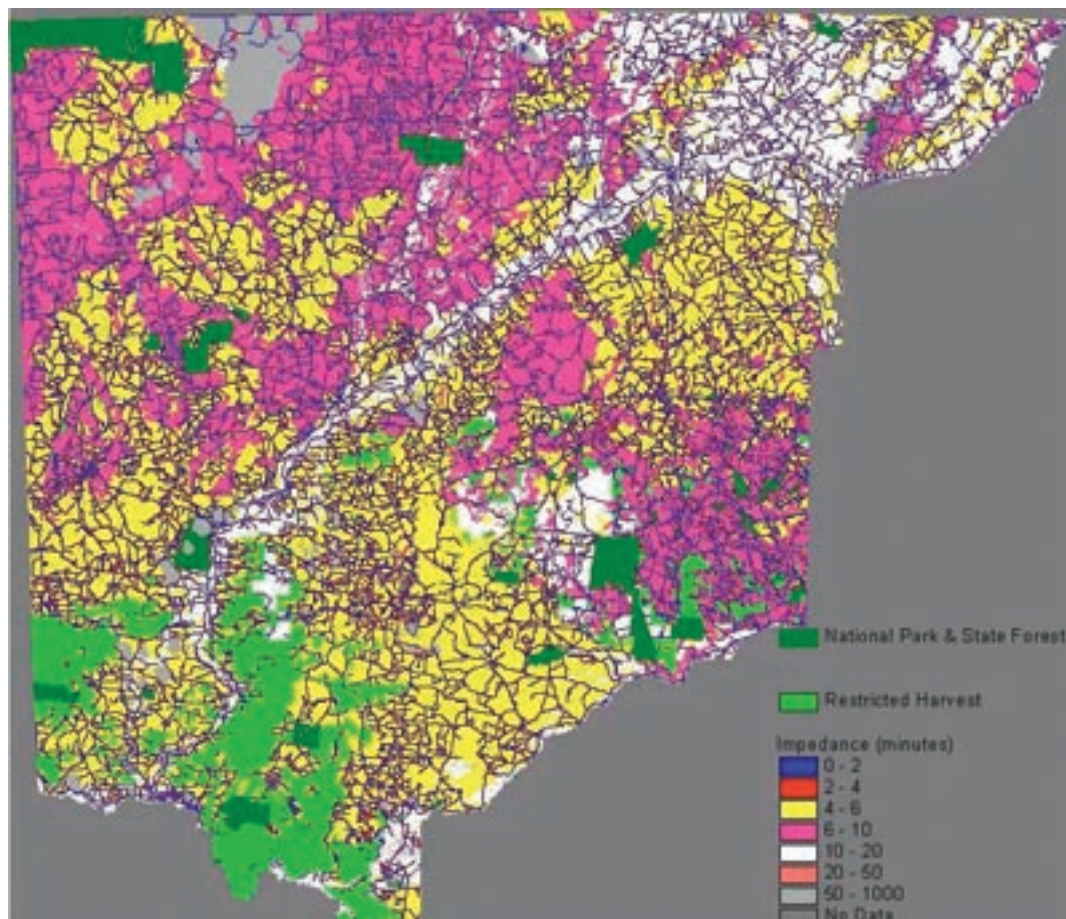 National Park & State Forest
Restricted Harvest
Impedance (minutes)
0 - 2
2 - 4
4 - 6
6 - 10
10 - 20
20 - 50
50 - 1000
No Data